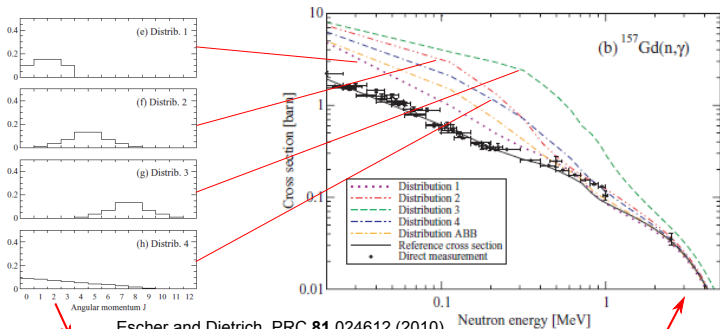 (e) Distrib. 1
0.4
0.2
0
(f) Distrib. 2
0.4
0.2
0
(g) Distrib. 3
0.4
0.2
0
(h) Distrib. 4
0.4
0.2
0
0 1 2 3 4 5 6 7 8 9 10 11 12
Angular momentum J
10
1
0.1
0.01
Cross section [barn]
(b) ¹⁵⁷Gd(n,γ)
Distribution 1
Distribution 2
Distribution 3
Distribution 4
Distribution ABB
Reference cross section
Direct measurement
0.1 1
Neutron energy [MeV]
Escher and Dietrich, PRC 81 024612 (2010)